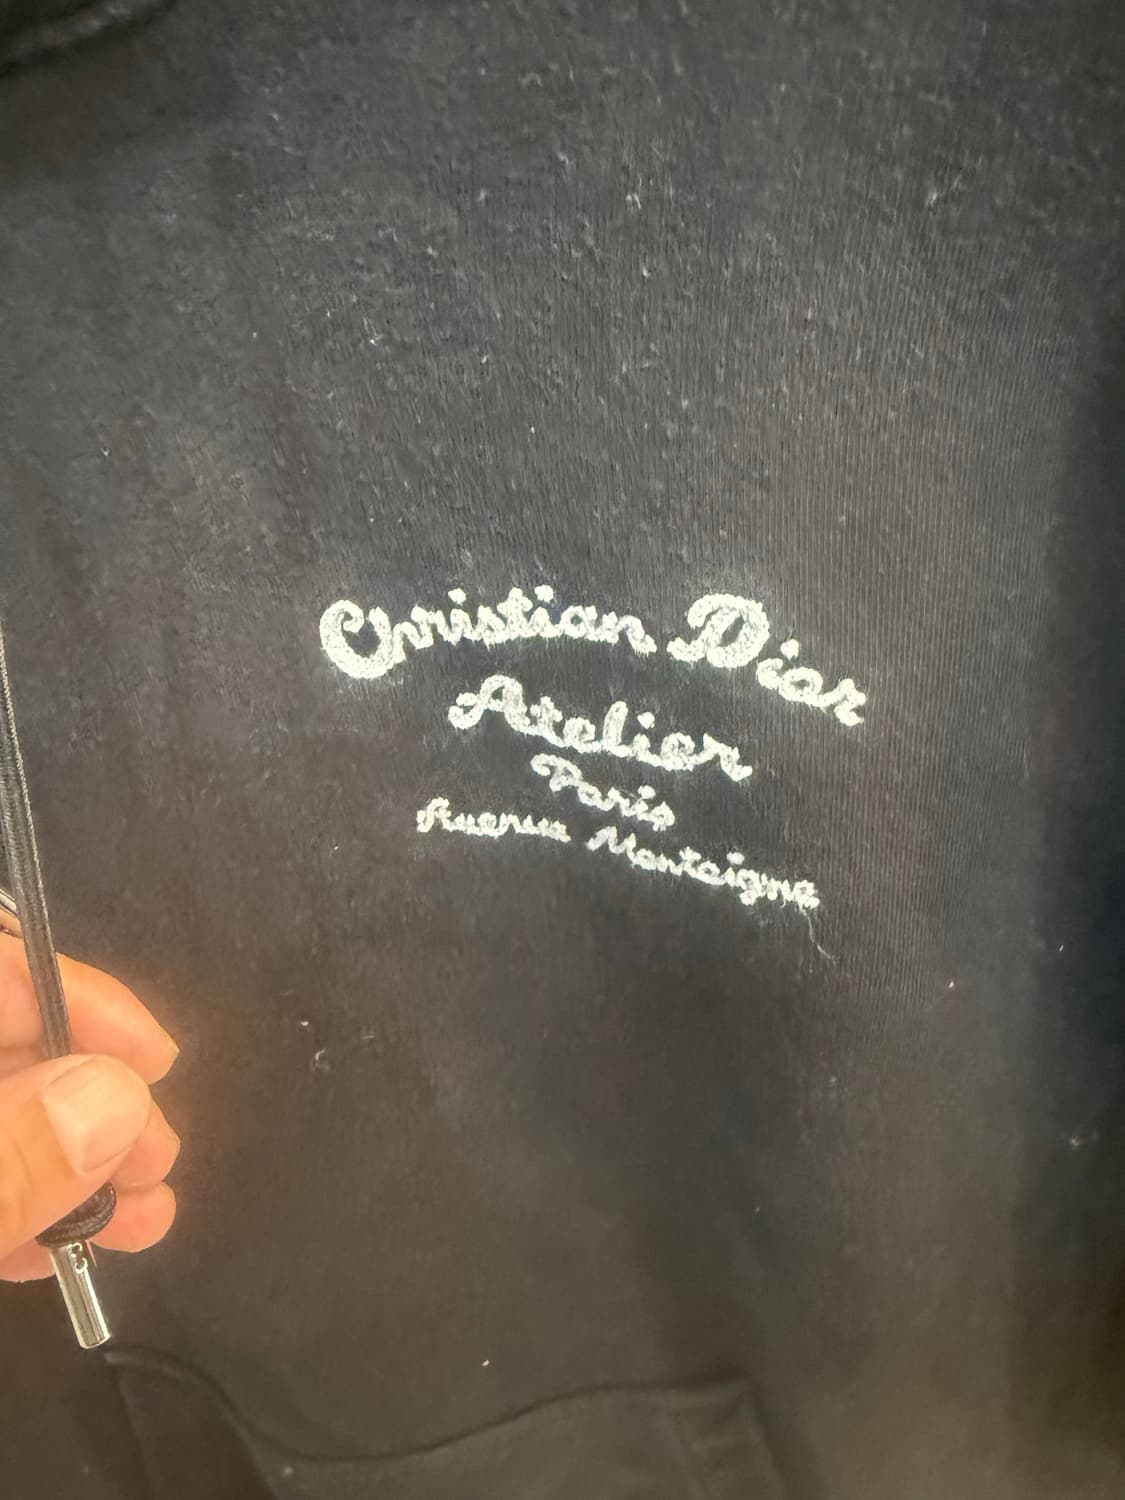 Christian Dior
Atelier
Paris
Avenue Montaigne